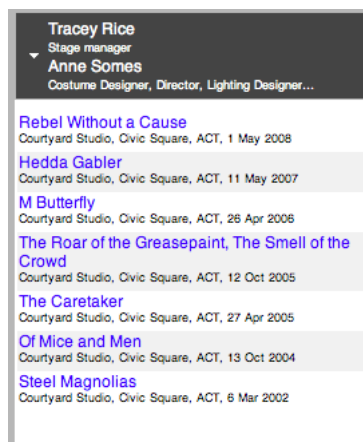 Tracey Rice
Stage manager
Anne Somes
Costume Designer, Director, Lighting Designer...
Rebel Without a Cause
Courtyard Studio, Civic Square, ACT, 1 May 2008
Hedda Gabler
Courtyard Studio, Civic Square, ACT, 11 May 2007
M Butterfly
Courtyard Studio, Civic Square, ACT, 26 Apr 2006
The Roar of the Greasepaint, The Smell of the
Crowd
Courtyard Studio, Civic Square, ACT, 12 Oct 2005
The Caretaker
Courtyard Studio, Civic Square, ACT, 27 Apr 2005
Of Mice and Men
Courtyard Studio, Civic Square, ACT, 13 Oct 2004
Steel Magnolias
Courtyard Studio, Civic Square, ACT, 6 Mar 2002